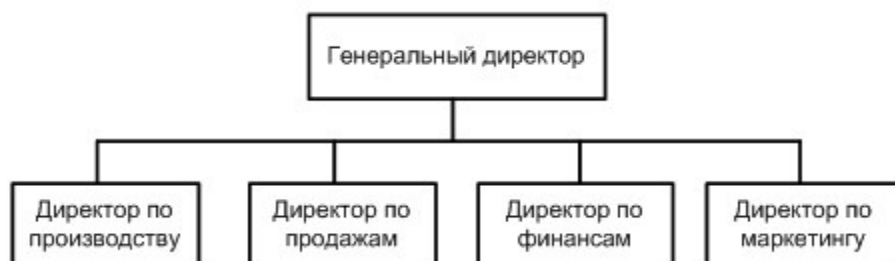 Генеральный директор
Директор по
производству
Директор по
продажам
Директор по
финансам
Директор по
маркетингу